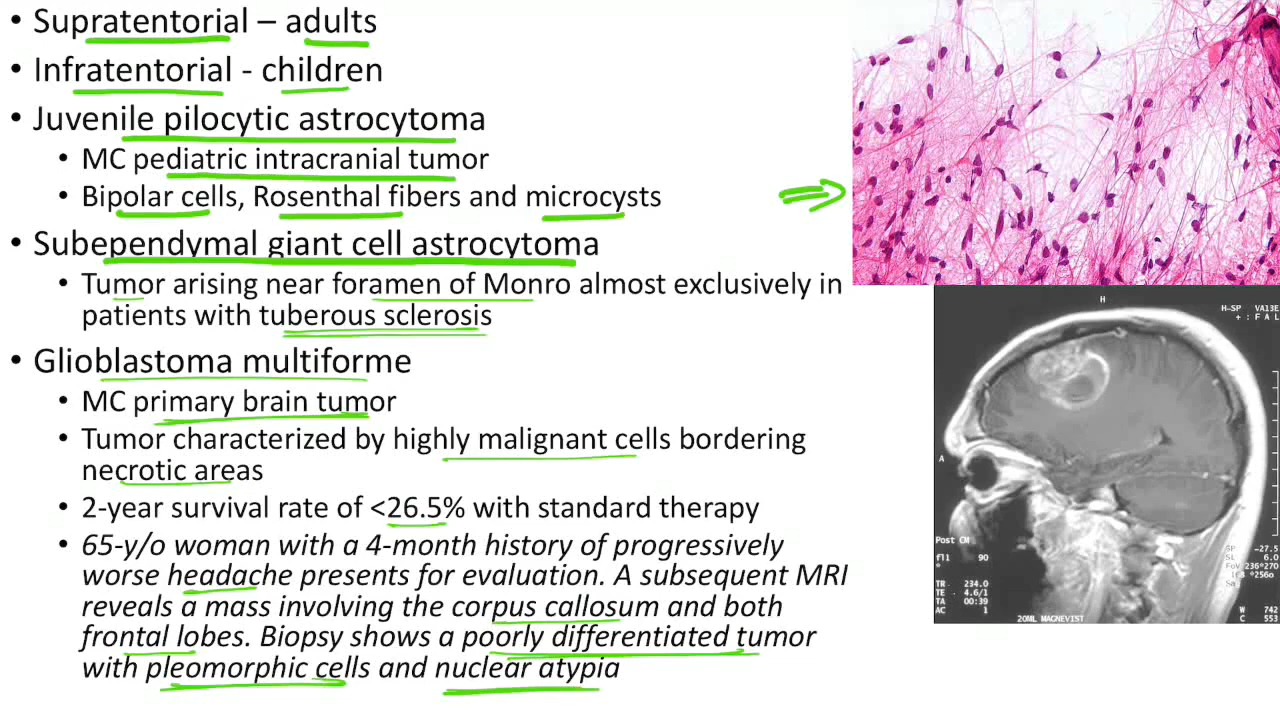 • Supratentorial – adults
• Infratentorial - children
• Juvenile pilocytic astrocytoma
• MC pediatric intracranial tumor
• Bipolar cells, Rosenthal fibers and microcysts
• Subependymal giant cell astrocytoma
• Tumor arising near foramen of Monro almost exclusively in
patients with tuberous sclerosis
• Glioblastoma multiforme
• MC primary brain tumor
• Tumor characterized by highly malignant cells bordering
necrotic areas
• 2-year survival rate of <26.5% with standard therapy
• 65-y/o woman with a 4-month history of progressively
worse headache presents for evaluation. A subsequent MRI
reveals a mass involving the corpus callosum and both
frontal lobes. Biopsy shows a poorly differentiated tumor
with pleomorphic cells and nuclear atypia
H
H-SP VA13E
+: F A L
A
Post CM
fl1 90
*
TR 234.0
TE 4.6/1
TA 00:39
AC 1
20ML MAGNEVIST
SP -27.5
SL 6.0
FoV 236*270
*256o
W 742
C 553